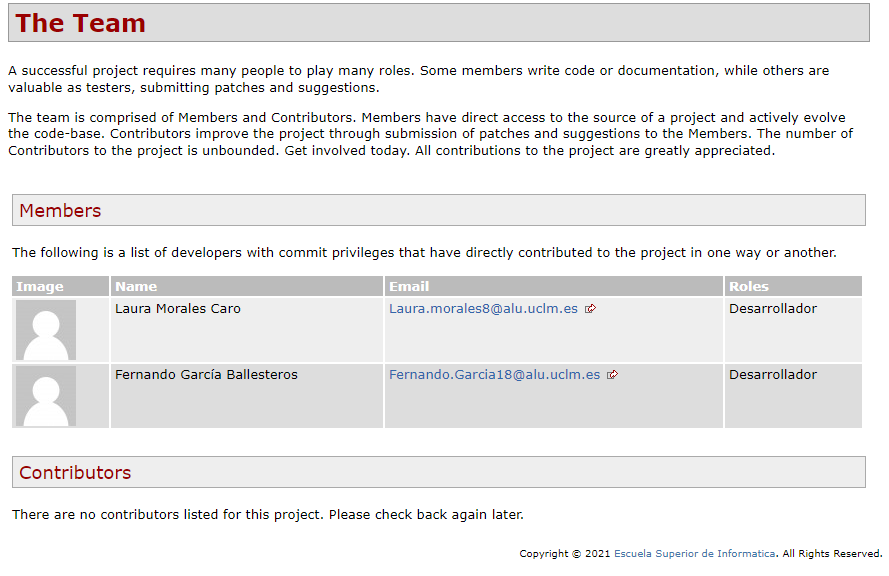 The Team
A successful project requires many people to play many roles. Some members write code or documentation, while others are
valuable as testers, submitting patches and suggestions.
The team is comprised of Members and Contributors. Members have direct access to the source of a project and actively evolve
the code-base. Contributors improve the project through submission of patches and suggestions to the Members. The number of
Contributors to the project is unbounded. Get involved today. All contributions to the project are greatly appreciated.
Members
The following is a list of developers with commit privileges that have directly contributed to the project in one way or another.
Image Name Email Roles
Laura Morales Caro Laura.morales8@alu.uclm.es Desarrollador
Fernando García Ballesteros Fernando.Garcia18@alu.uclm.es Desarrollador
Contributors
There are no contributors listed for this project. Please check back again later.
Copyright © 2021 Escuela Superior de Informatica. All Rights Reserved.